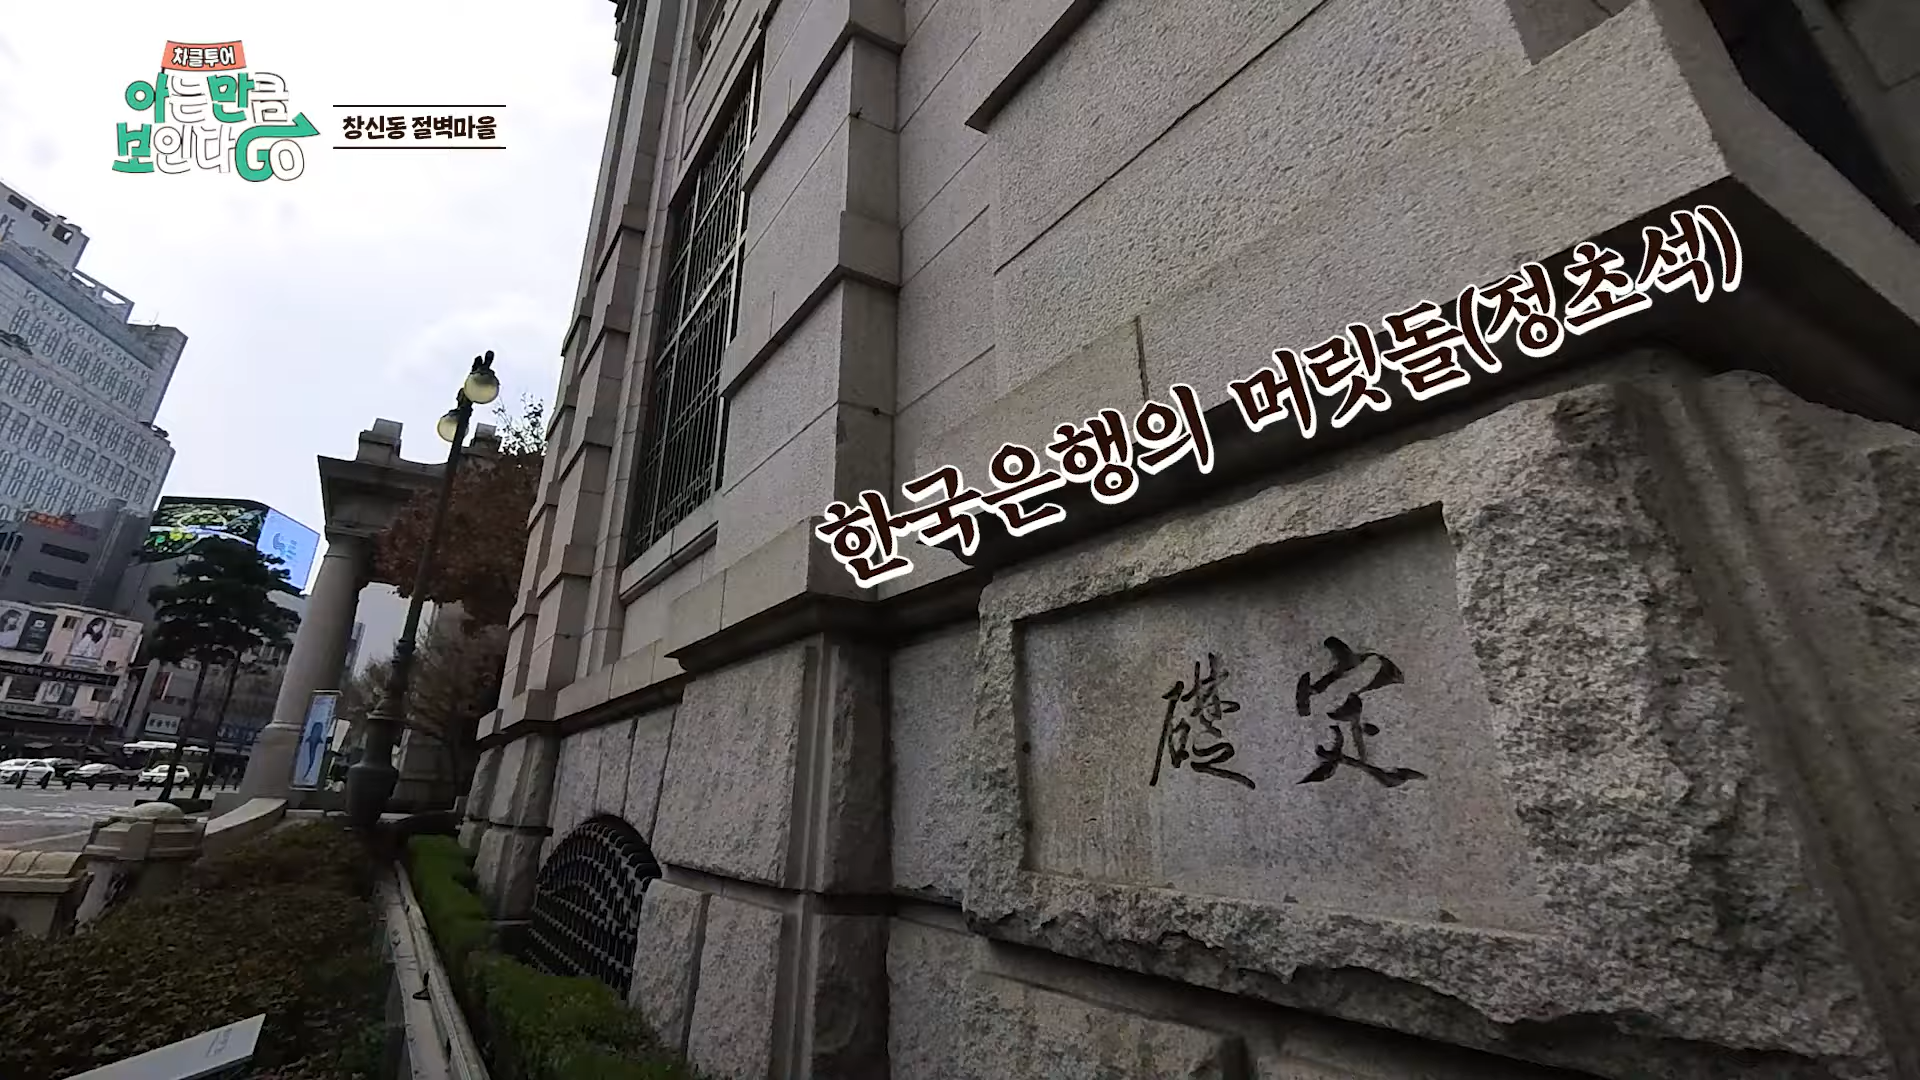 차클투어
아는만큼
보인다GO
창신동 절벽마을
한국은행의 머릿돌(정초석)
礎定